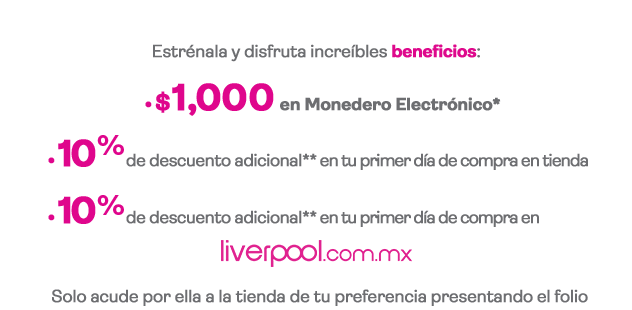 Estrénala y disfruta increíbles beneficios:
• $1,000 en Monedero Electrónico*
• 10% de descuento adicional** en tu primer día de compra en tienda
• 10% de descuento adicional** en tu primer día de compra en
liverpool.com.mx
Solo acude por ella a la tienda de tu preferencia presentando el folio